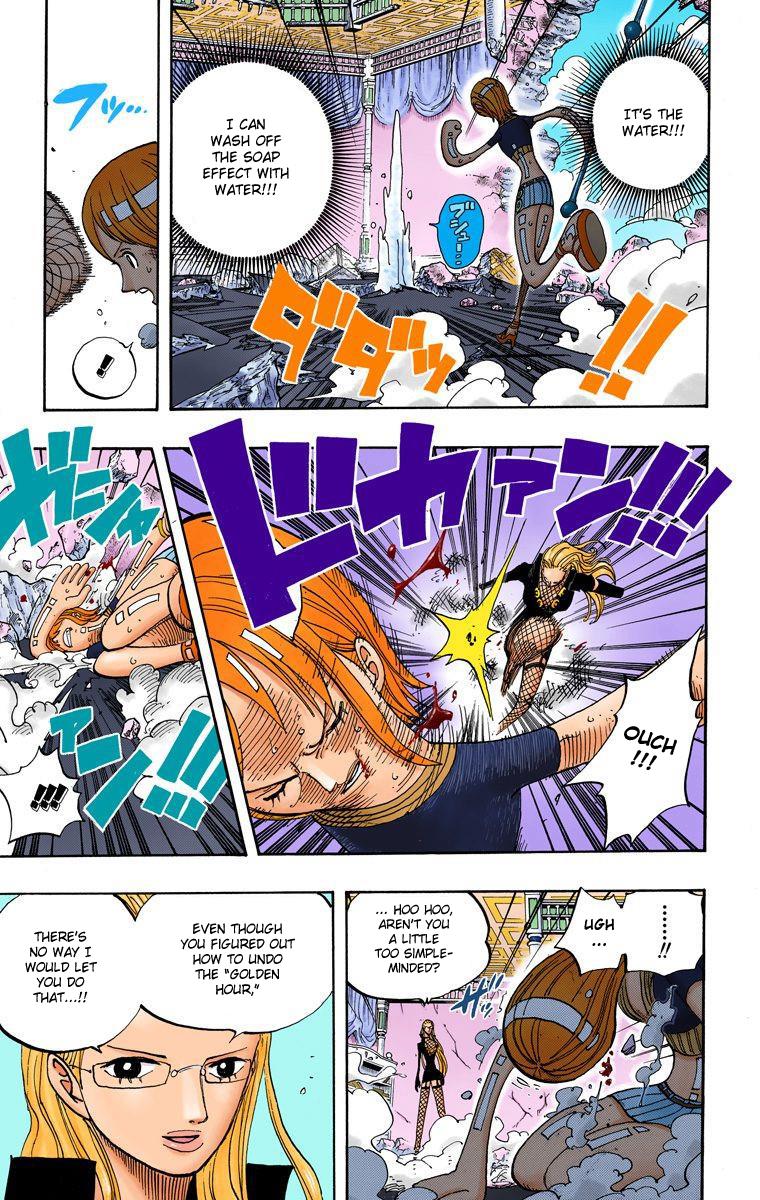 IT'S THE
WATER!!!
I CAN
WASH OFF
THE SOAP
EFFECT WITH
WATER!!!
ブシュー…
ダダダッ!!
フッ…
!
ドカァン!!!
OUCH
!!!
ガシャ
アン!!!
!!!
………!!
UGH
...
... HOO HOO,
AREN'T YOU
A LITTLE
TOO SIMPLE-
MINDED?
EVEN THOUGH
YOU FIGURED OUT
HOW TO UNDO
THE "GOLDEN
HOUR,"
THERE'S
NO WAY I
WOULD LET
YOU DO
THAT...!!